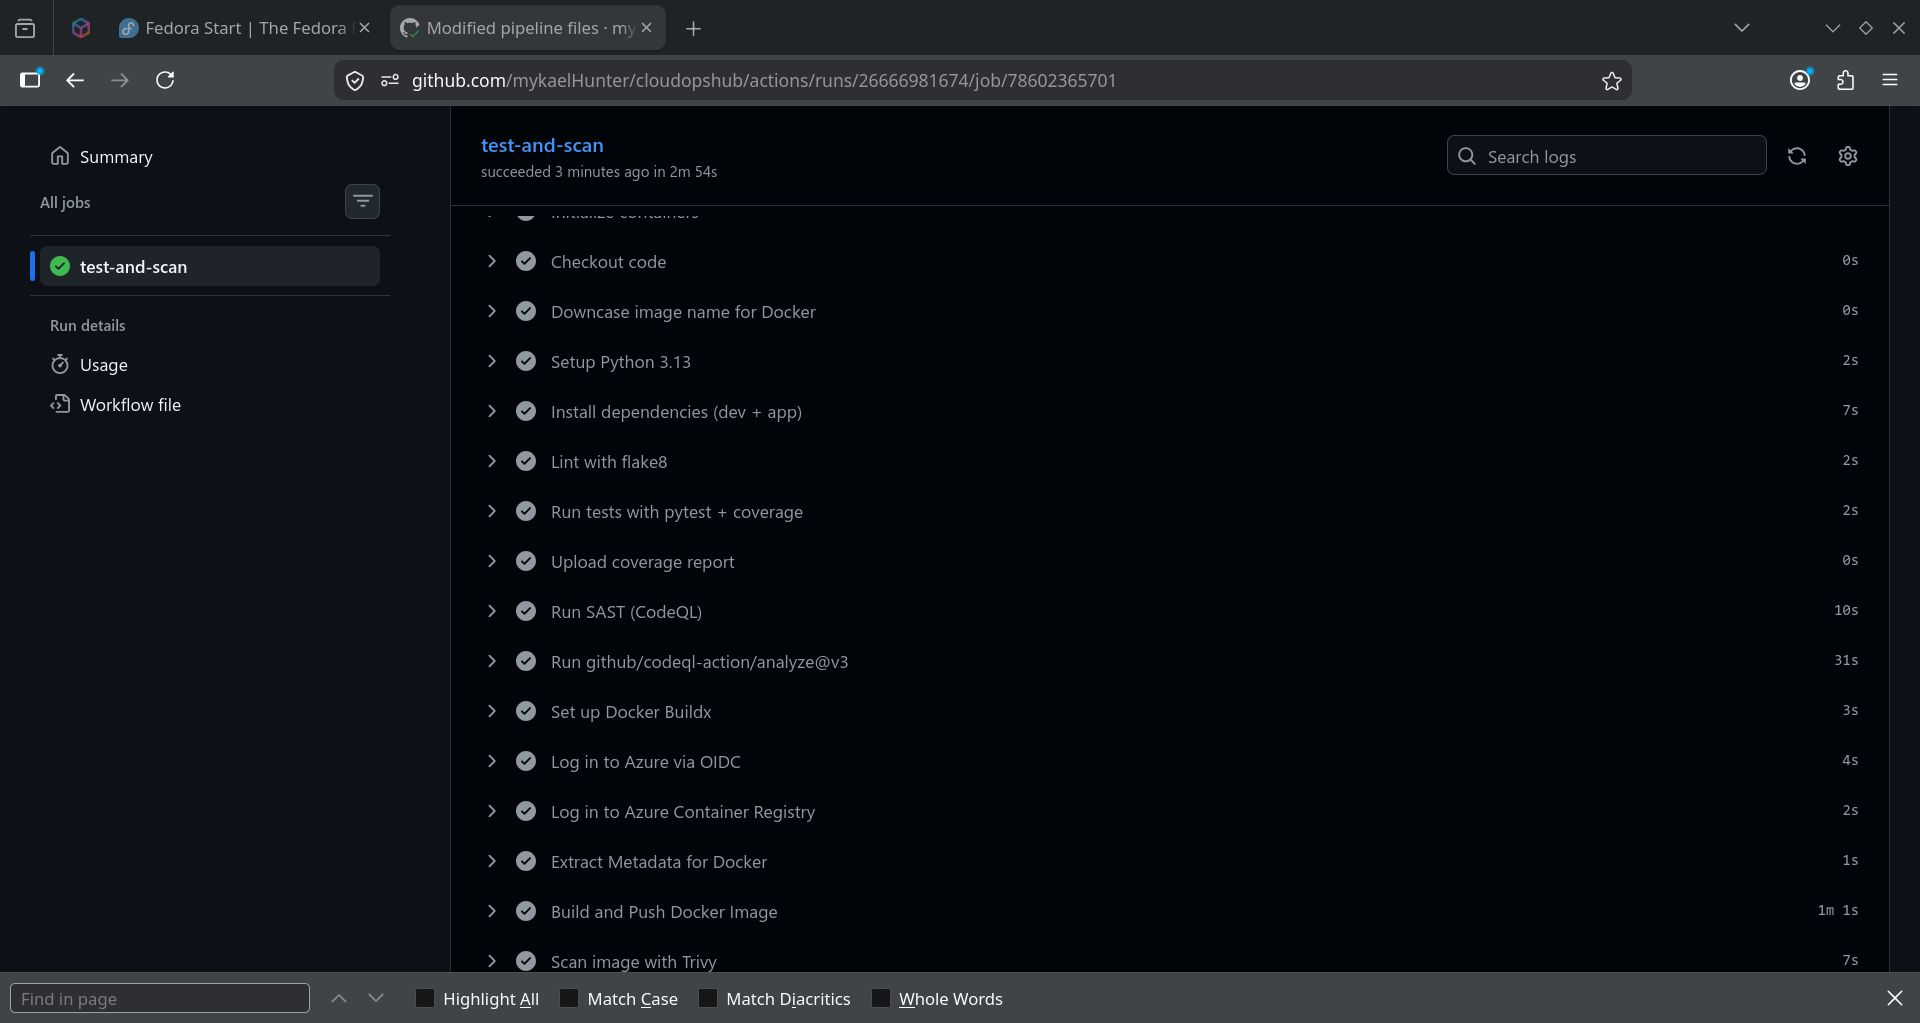 Fedora Start | The Fedora
Modified pipeline files · my
github.com/mykaelHunter/cloudopshub/actions/runs/26666981674/job/78602365701
Summary
All jobs
test-and-scan
Run details
Usage
Workflow file
test-and-scan
succeeded 3 minutes ago in 2m 54s
Search logs
Initialize containers
Checkout code 0s
Downcase image name for Docker 0s
Setup Python 3.13 2s
Install dependencies (dev + app) 7s
Lint with flake8 2s
Run tests with pytest + coverage 2s
Upload coverage report 0s
Run SAST (CodeQL) 10s
Run github/codeql-action/analyze@v3 31s
Set up Docker Buildx 3s
Log in to Azure via OIDC 4s
Log in to Azure Container Registry 2s
Extract Metadata for Docker 1s
Build and Push Docker Image 1m 1s
Scan image with Trivy 7s
Find in page
Highlight All
Match Case
Match Diacritics
Whole Words